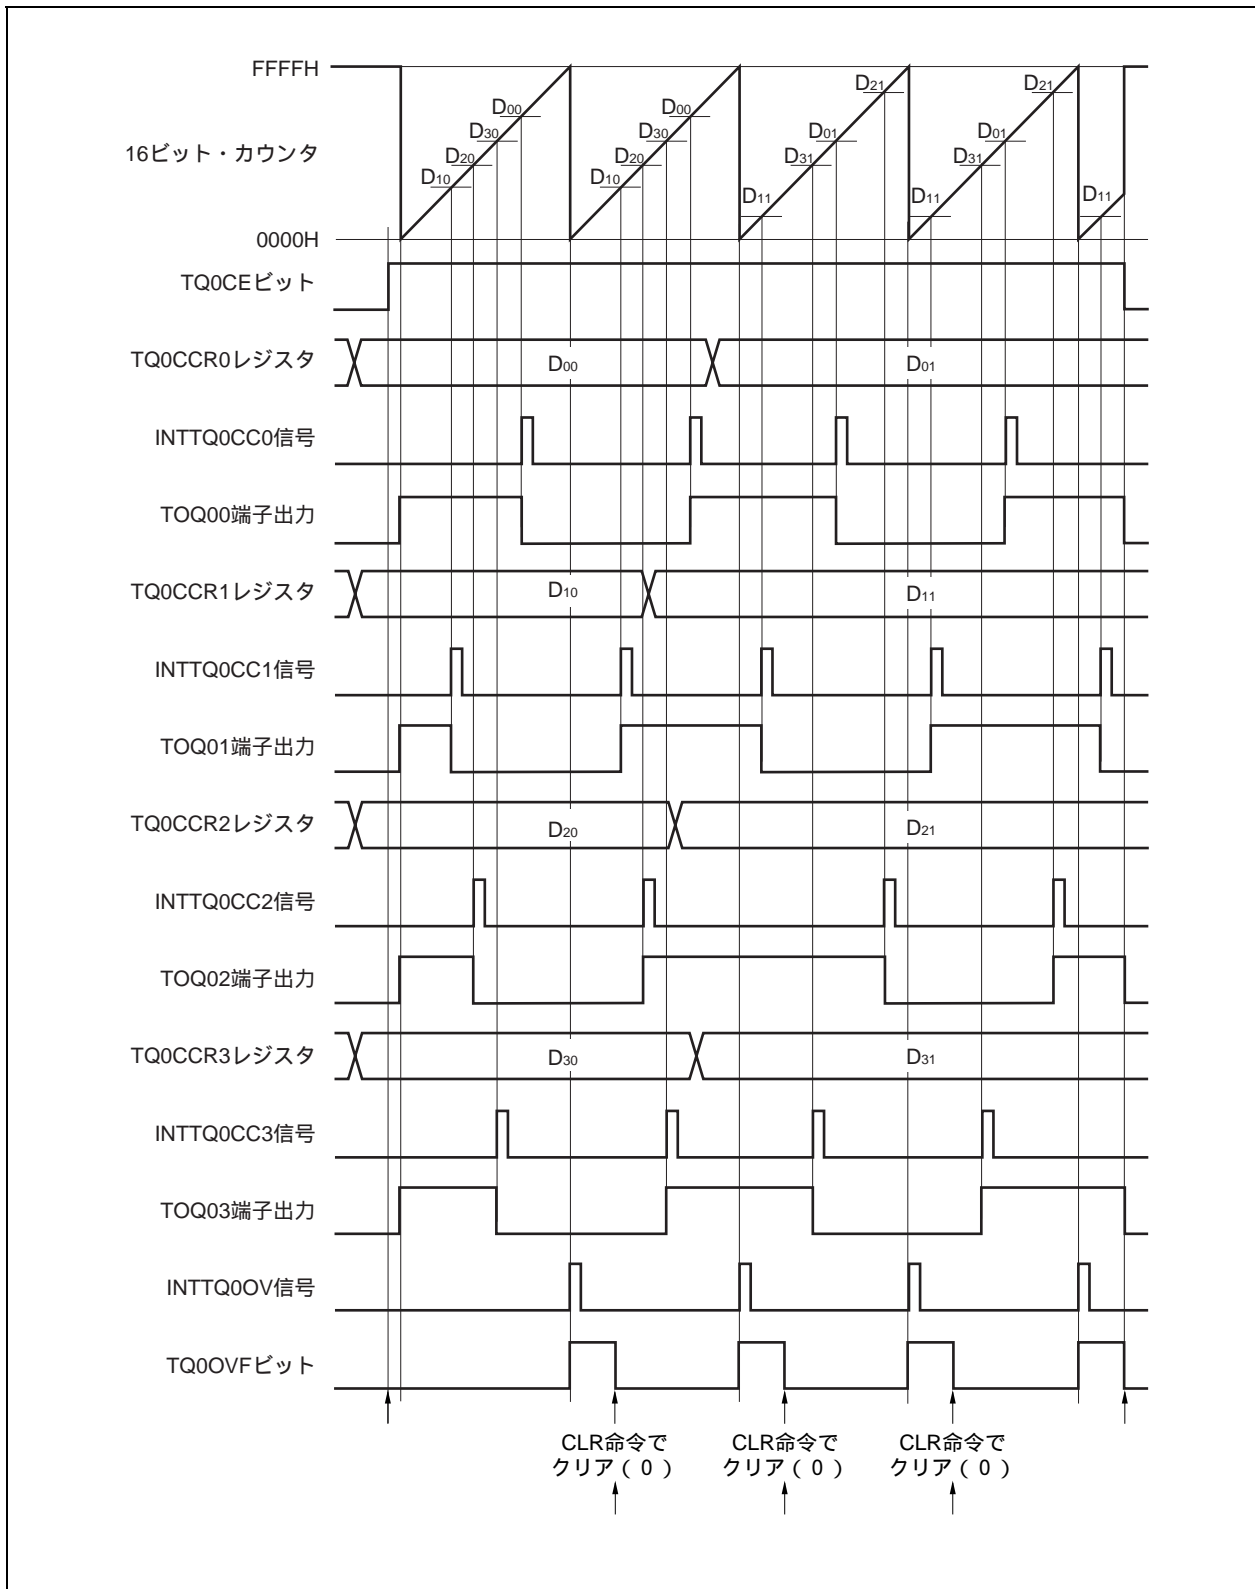 FFFFH
D00
D30
D20
D10
D00
D30
D20
D10
D21
D01
D31
D11
D21
D01
D31
D11
D11
16ビット・カウンタ
0000H
TQ0CEビット
TQ0CCR0レジスタ
D00
D01
INTTQ0CC0信号
TOQ00端子出力
TQ0CCR1レジスタ
D10
D11
INTTQ0CC1信号
TOQ01端子出力
TQ0CCR2レジスタ
D20
D21
INTTQ0CC2信号
TOQ02端子出力
TQ0CCR3レジスタ
D30
D31
INTTQ0CC3信号
TOQ03端子出力
INTTQ0OV信号
TQ0OVFビット
CLR命令で
クリア（0）
CLR命令で
クリア（0）
CLR命令で
クリア（0）